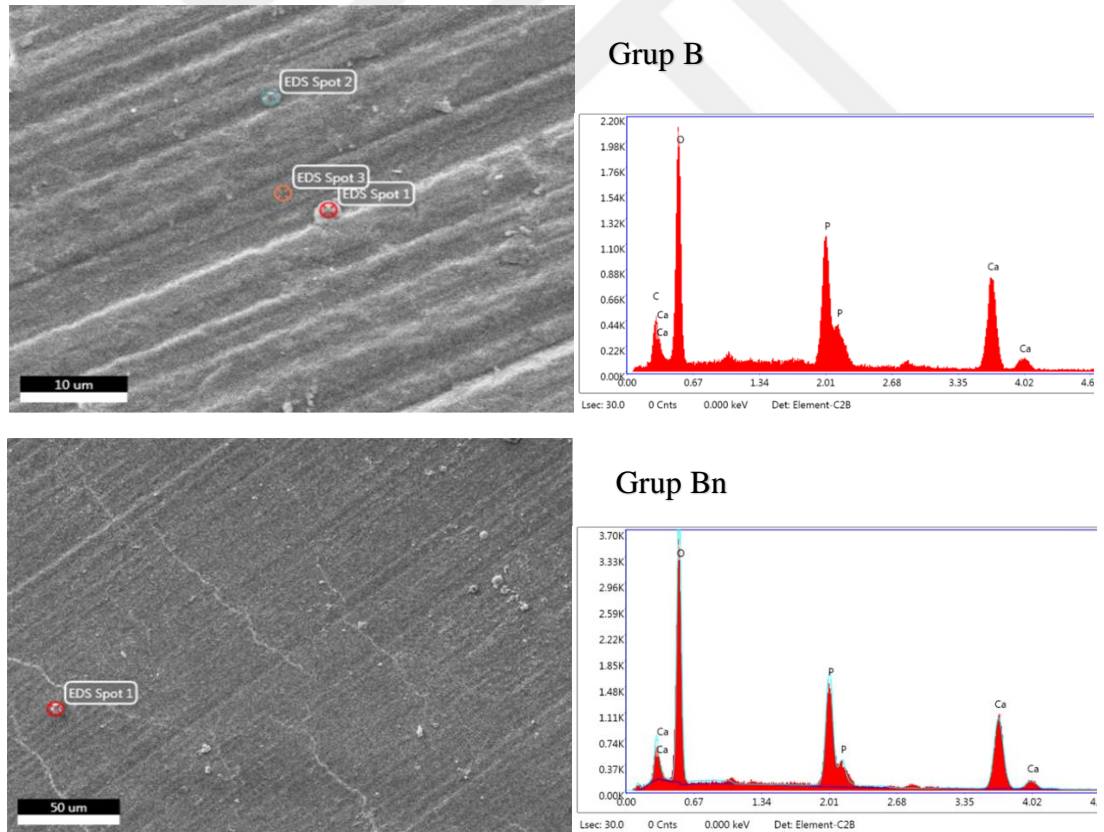 EDS Spot 2
EDS Spot 3
EDS Spot 1
10 um
Grup B
2.20K
1.98K
1.76K
1.54K
1.32K
1.10K
0.88K
0.66K
0.44K
0.22K
0.00K
O
P
C
Ca
Ca
P
Ca
Ca
0.00 0.67 1.34 2.01 2.68 3.35 4.02 4.6
Lsec: 30.0 0 Cnts 0.000 keV Det: Element-C2B
EDS Spot 1
50 um
Grup Bn
3.70K
3.33K
2.96K
2.59K
2.22K
1.85K
1.48K
1.11K
0.74K
0.37K
0.00K
O
P
Ca
Ca
P
Ca
Ca
0.00 0.67 1.34 2.01 2.68 3.35 4.02 4.6
Lsec: 30.0 0 Cnts 0.000 keV Det: Element-C2B